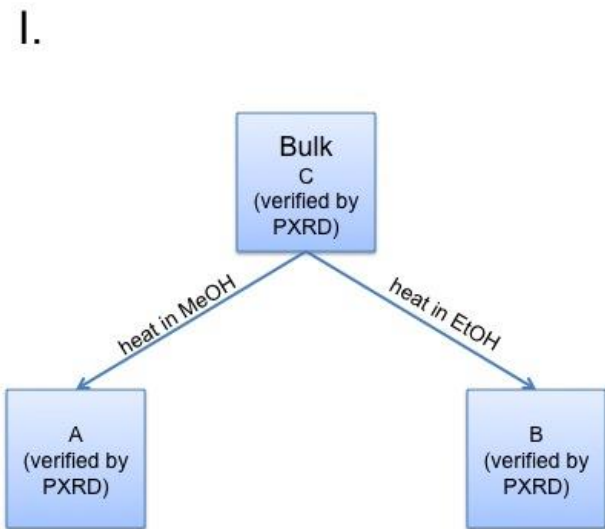 I.
Bulk
C
(verified by
PXRD)
heat in MeOH
heat in EtOH
A
(verified by
PXRD)
B
(verified by
PXRD)